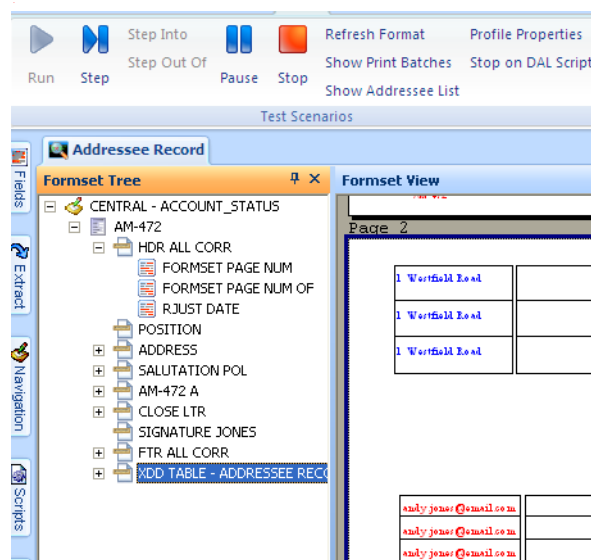 Step Into
Refresh Format
Profile Properties
Step Out Of
Show Print Batches
Stop on DAL Script
Run
Step
Pause
Stop
Show Addressee List
Test Scenarios
Addressee Record
Formset Tree
Formset View
Fields
Extract
Navigation
Scripts
CENTRAL - ACCOUNT_STATUS
AM-472
HDR ALL CORR
FORMSET PAGE NUM
FORMSET PAGE NUM OF
RJUST DATE
POSITION
ADDRESS
SALUTATION POL
AM-472 A
CLOSE LTR
SIGNATURE JONES
FTR ALL CORR
XDD TABLE - ADDRESSEE RECO
Page 2
1 Westfield Road
1 Westfield Road
1 Westfield Road
andy.jones@email.com
andy.jones@email.com
andy.jones@email.com